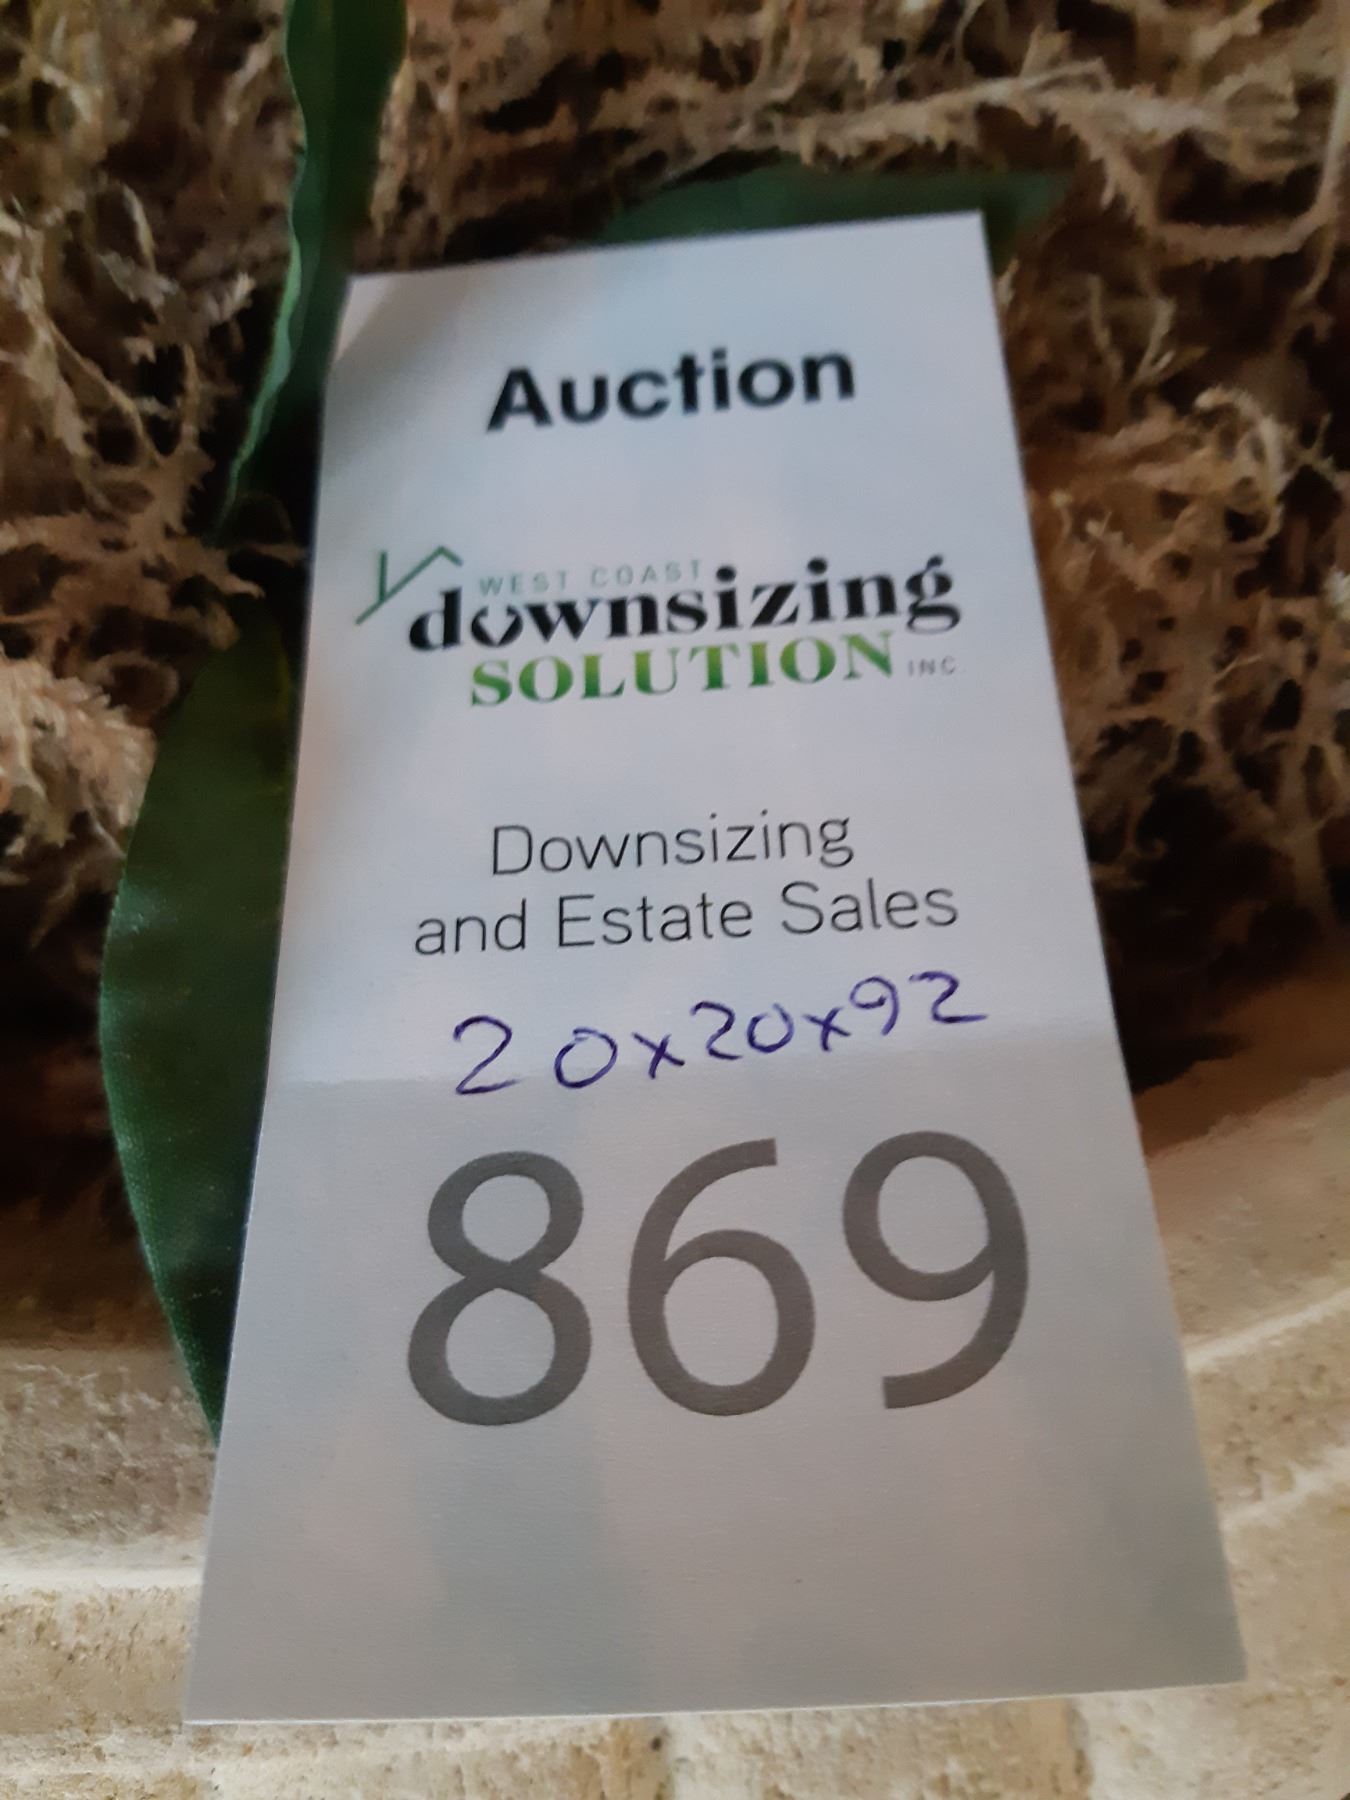 Auction
WEST COAST
downsizing
SOLUTION INC
Downsizing
and Estate Sales
20x20x92
869